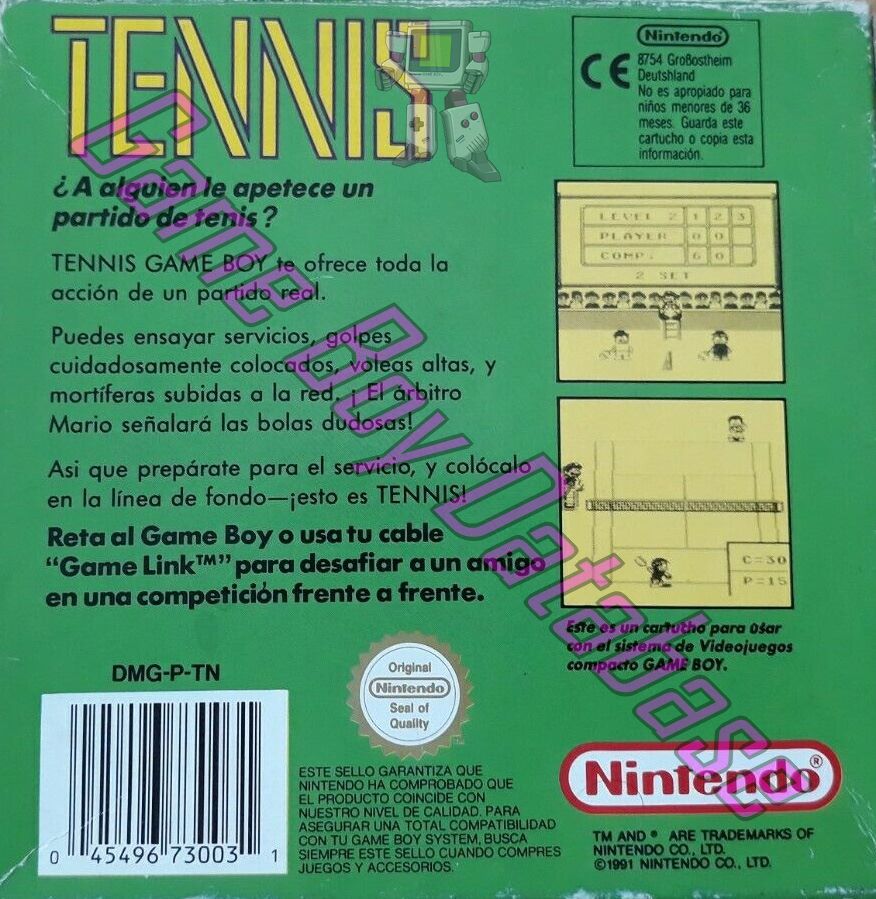 TENNIS
Nintendo
CE
8754 Großostheim
Deutshland
No es apropiado para
niños menores de 36
meses. Guarda este
cartucho o copia esta
información.
¿A alguien le apetece un
partido de tenis?
TENNIS GAME BOY te ofrece toda la
acción de un partido real.
Puedes ensayar servicios, golpes
cuidadosamente colocados, voleas altas, y
mortíferas subidas a la red. ¡ El árbitro
Mario señalará las bolas dudosas!
Asi que prepárate para el servicio, y colócalo
en la línea de fondo—¡esto es TENNIS!
Reta al Game Boy o usa tu cable
"Game Link™" para desafiar a un amigo
en una competición frente a frente.
LEVEL 2 1 2 3
PLAYER 0 0
COMP. 6 0
2 SET
C=30
P=15
Este es un cartucho para úsar
con el sistema de Videojuegos
compacto GAME BOY.
DMG-P-TN
0 45496 73003 1
Original
Nintendo
Seal of
Quality
™
ESTE SELLO GARANTIZA QUE
NINTENDO HA COMPROBADO QUE
EL PRODUCTO COINCIDE CON
NUESTRO NIVEL DE CALIDAD. PARA
ASEGURAR UNA TOTAL COMPATIBILIDAD
CON TU GAME BOY SYSTEM, BUSCA
SIEMPRE ESTE SELLO CUANDO COMPRES
JUEGOS Y ACCESORIOS.
Nintendo®
TM AND ® ARE TRADEMARKS OF
NINTENDO CO., LTD.
©1991 NINTENDO CO., LTD.
Game Boy Database